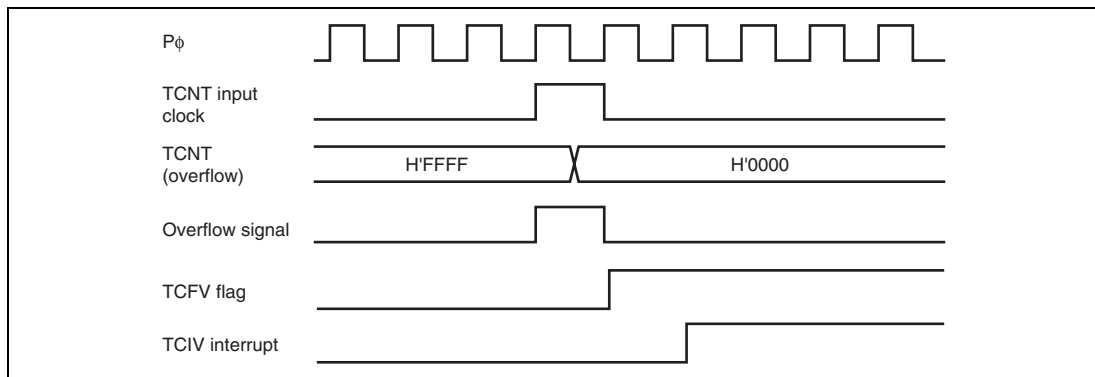 Pϕ
TCNT input
clock
TCNT
(overflow)
H'FFFF
H'0000
Overflow signal
TCFV flag
TCIV interrupt